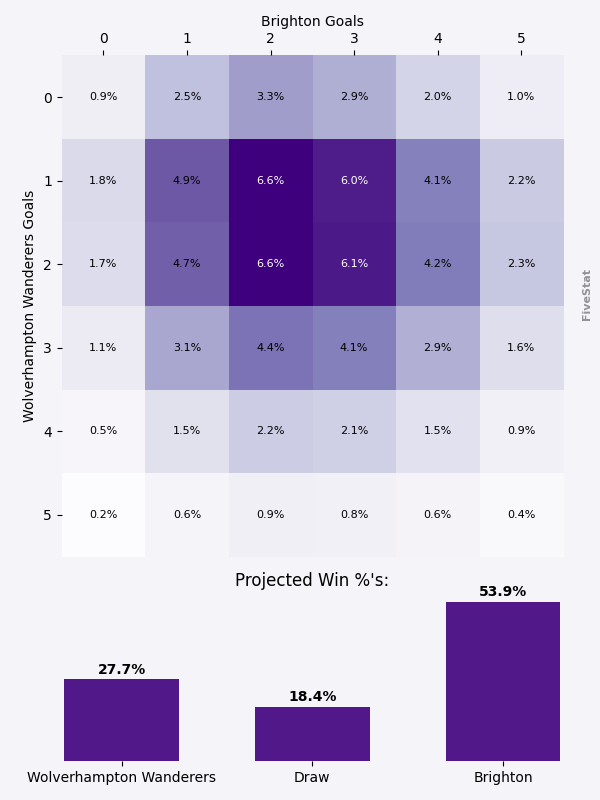 Brighton Goals
0 1 2 3 4 5
0 0.9% 2.5% 3.3% 2.9% 2.0% 1.0%
1 1.8% 4.9% 6.6% 6.0% 4.1% 2.2%
2 1.7% 4.7% 6.6% 6.1% 4.2% 2.3%
3 1.1% 3.1% 4.4% 4.1% 2.9% 1.6%
4 0.5% 1.5% 2.2% 2.1% 1.5% 0.9%
5 0.2% 0.6% 0.9% 0.8% 0.6% 0.4%
Wolverhampton Wanderers Goals
FiveStat
Projected Win %'s:
27.7% 18.4% 53.9%
Wolverhampton Wanderers Draw Brighton